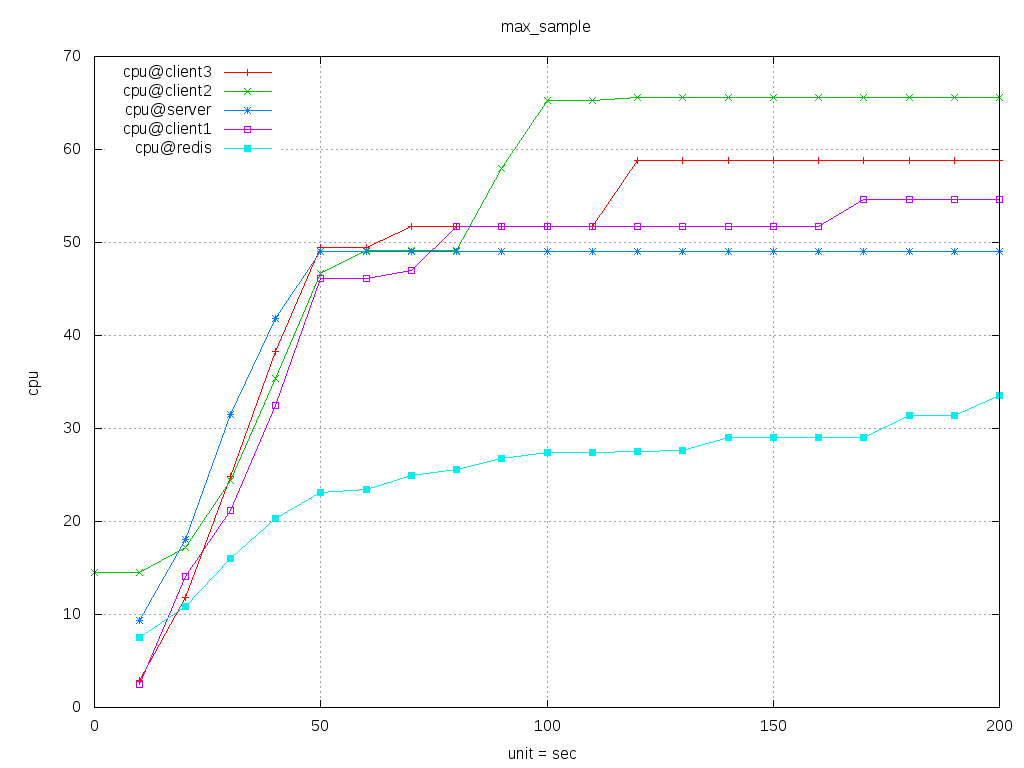 max_sample
70
60
50
40
30
20
10
0
cpu
cpu@client3
cpu@client2
cpu@server
cpu@client1
cpu@redis
0 50 100 150 200
unit = sec